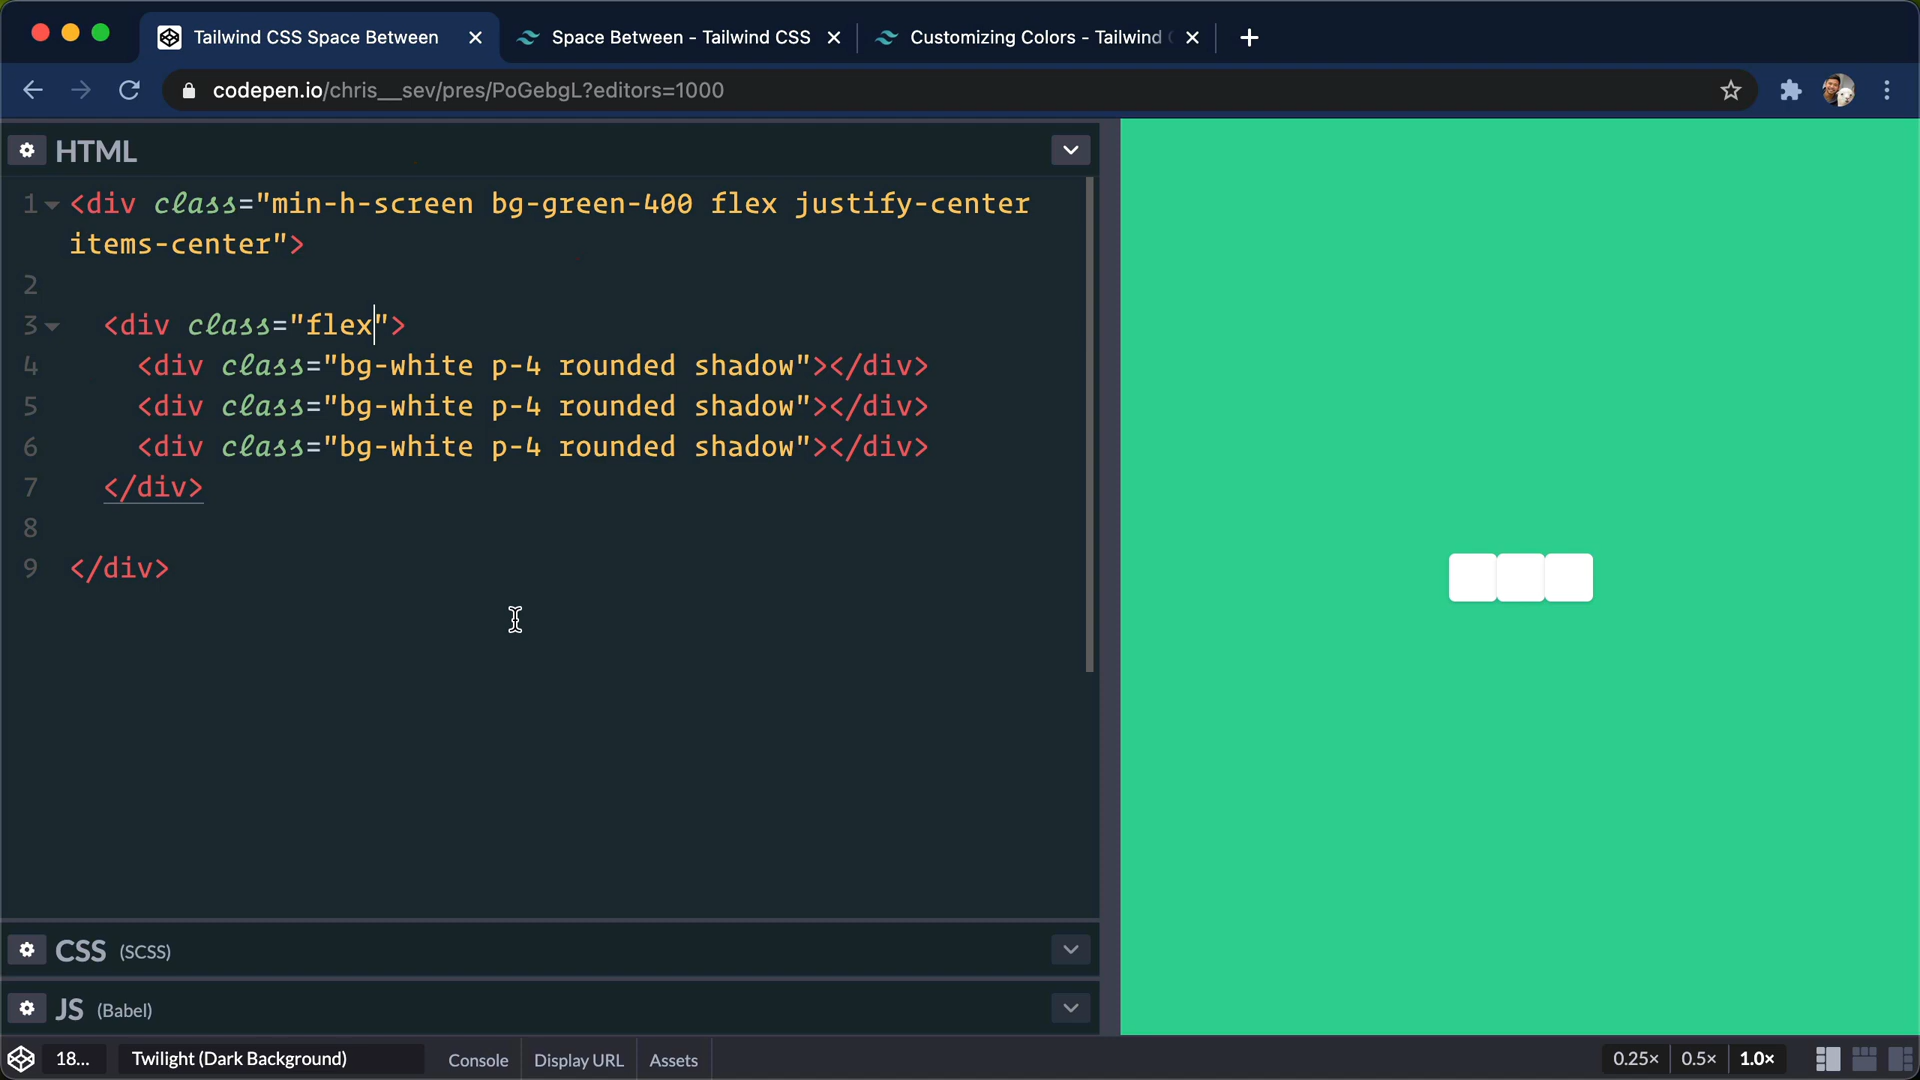 Tailwind CSS Space Between
Space Between - Tailwind CSS
Customizing Colors - Tailwind
codepen.io/chris__sev/pres/PoGebgL?editors=1000
HTML
1 <div class="min-h-screen bg-green-400 flex justify-center
items-center">
2
3 <div class="flex">
4 <div class="bg-white p-4 rounded shadow"></div>
5 <div class="bg-white p-4 rounded shadow"></div>
6 <div class="bg-white p-4 rounded shadow"></div>
7 </div>
8
9 </div>
CSS (SCSS)
JS (Babel)
18... Twilight (Dark Background) Console Display URL Assets 0.25× 0.5× 1.0×